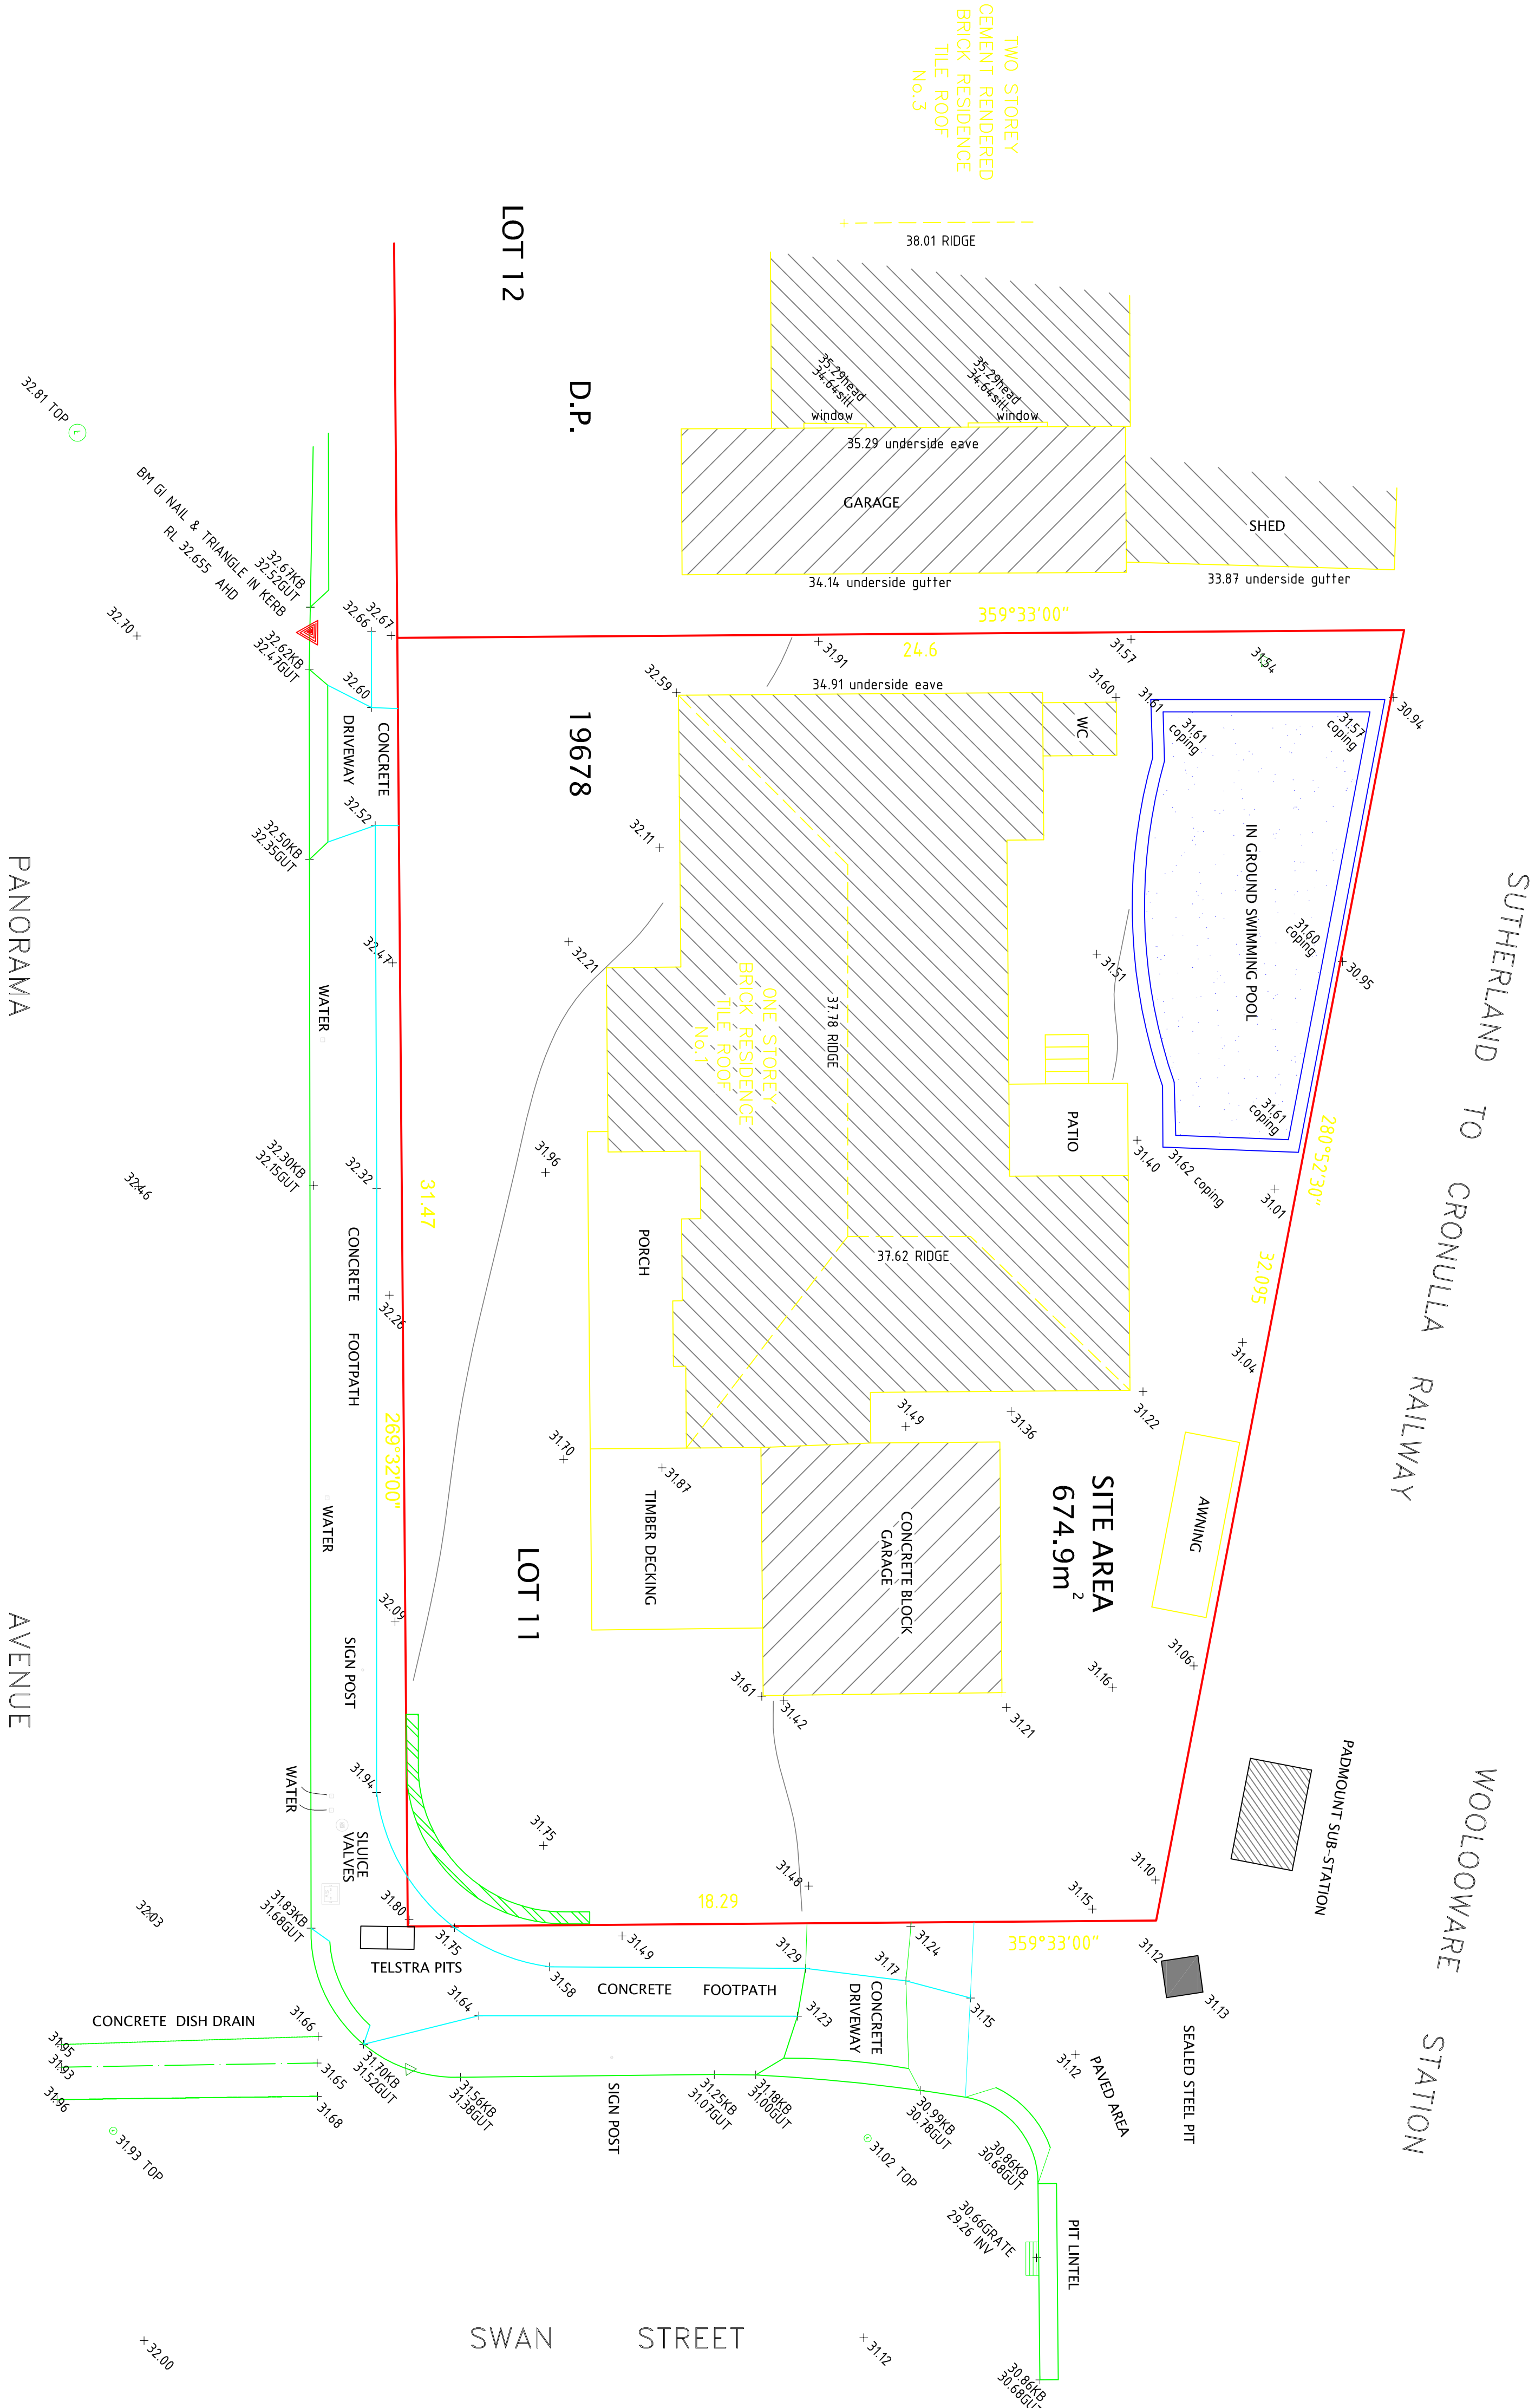 TWO STOREY
CEMENT RENDERED
BRICK RESIDENCE
TILE ROOF
No.3
38.01 RIDGE
LOT 12
D.P.
19678
35.29head
34.64sill
window
35.29head
34.64sill
window
35.29 underside eave
GARAGE
SHED
34.14 underside gutter
33.87 underside gutter
32.81 TOP
L
BM GI NAIL & TRIANGLE IN KERB
RL 32.655 AHD
32.67KB
32.52GUT
32.70
32.66
32.67
32.62KB
32.47GUT
32.60
359°33'00"
24.6
31.91
31.57
31.54
32.59
34.91 underside eave
31.60
31.61
WC
31.61
coping
31.57
coping
30.94
CONCRETE
DRIVEWAY
32.52
32.50KB
32.35GUT
32.11
32.21
32.47
IN GROUND SWIMMING POOL
31.60
coping
30.95
31.51
PANORAMA
AVENUE
SUTHERLAND TO CRONULLA RAILWAY
WOOLOOWARE STATION
WATER
ONE STOREY
BRICK RESIDENCE
TILE ROOF
No.1
37.78 RIDGE
PATIO
31.61
coping
31.62 coping
31.40
31.01
280°52'30"
32.095
32.46
32.30KB
32.15GUT
32.32
31.47
31.96
PORCH
37.62 RIDGE
CONCRETE FOOTPATH
32.26
31.04
31.22
31.36
31.49
269°32'00"
31.70
31.87
TIMBER DECKING
CONCRETE BLOCK
GARAGE
SITE AREA
674.9m²
AWNING
WATER
LOT 11
32.09
SIGN POST
31.61
31.42
31.21
31.16
31.06
PADMOUNT SUB-STATION
WATER
31.94
SLUICE
VALVES
31.75
31.48
31.15
31.10
18.29
359°33'00"
32.03
31.83KB
31.68GUT
31.80
31.75
TELSTRA PITS
31.49
31.29
31.17
31.24
31.12
31.13
SEALED STEEL PIT
31.58
CONCRETE FOOTPATH
31.64
31.23
CONCRETE
DRIVEWAY
31.15
CONCRETE DISH DRAIN
31.66
31.95
31.93
31.96
31.65
31.68
31.70KB
31.52GUT
31.56KB
31.38GUT
SIGN POST
31.25KB
31.07GUT
31.18KB
31.00GUT
30.99KB
30.78GUT
31.12
PAVED AREA
31.93 TOP
31.02 TOP
30.86KB
30.68GUT
30.66GRATE
29.26 INV
PIT LINTEL
SWAN STREET
32.00
31.12
30.86KB
30.68GUT